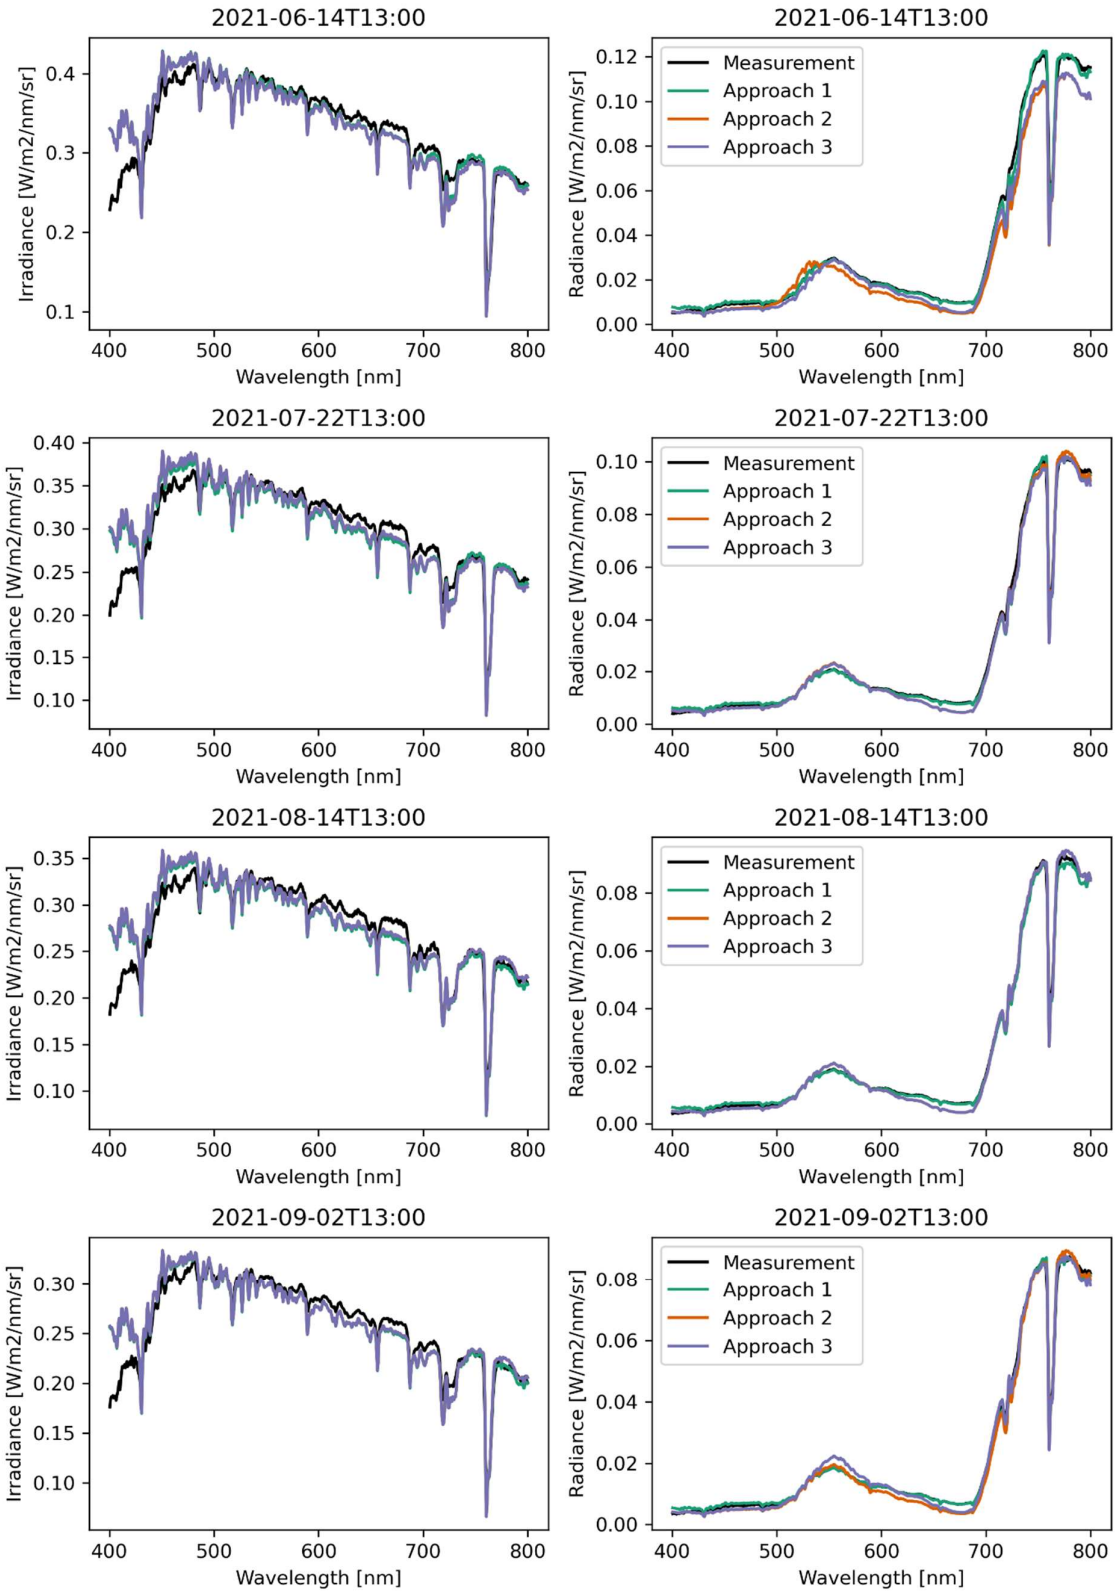 2021-06-14T13:00
Irradiance [W/m2/nm/sr]
0.4
0.3
0.2
0.1
400 500 600 700 800
Wavelength [nm]
2021-06-14T13:00
Radiance [W/m2/nm/sr]
0.12
0.10
0.08
0.06
0.04
0.02
0.00
Measurement
Approach 1
Approach 2
Approach 3
400 500 600 700 800
Wavelength [nm]
2021-07-22T13:00
Irradiance [W/m2/nm/sr]
0.40
0.35
0.30
0.25
0.20
0.15
0.10
400 500 600 700 800
Wavelength [nm]
2021-07-22T13:00
Radiance [W/m2/nm/sr]
0.10
0.08
0.06
0.04
0.02
0.00
Measurement
Approach 1
Approach 2
Approach 3
400 500 600 700 800
Wavelength [nm]
2021-08-14T13:00
Irradiance [W/m2/nm/sr]
0.35
0.30
0.25
0.20
0.15
0.10
400 500 600 700 800
Wavelength [nm]
2021-08-14T13:00
Radiance [W/m2/nm/sr]
0.08
0.06
0.04
0.02
0.00
Measurement
Approach 1
Approach 2
Approach 3
400 500 600 700 800
Wavelength [nm]
2021-09-02T13:00
Irradiance [W/m2/nm/sr]
0.30
0.25
0.20
0.15
0.10
400 500 600 700 800
Wavelength [nm]
2021-09-02T13:00
Radiance [W/m2/nm/sr]
0.08
0.06
0.04
0.02
0.00
Measurement
Approach 1
Approach 2
Approach 3
400 500 600 700 800
Wavelength [nm]